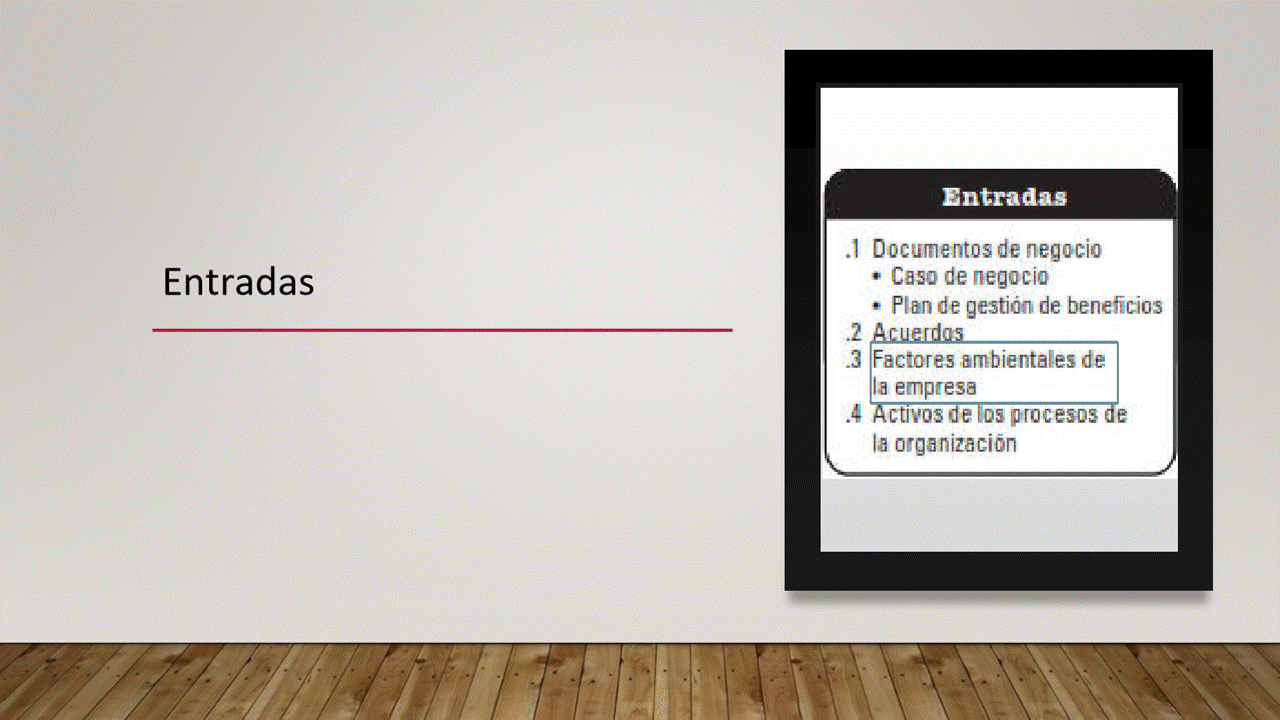 Entradas
Entradas
.1 Documentos de negocio
• Caso de negocio
• Plan de gestión de beneficios
.2 Acuerdos
.3 Factores ambientales de
la empresa
.4 Activos de los procesos de
la organización